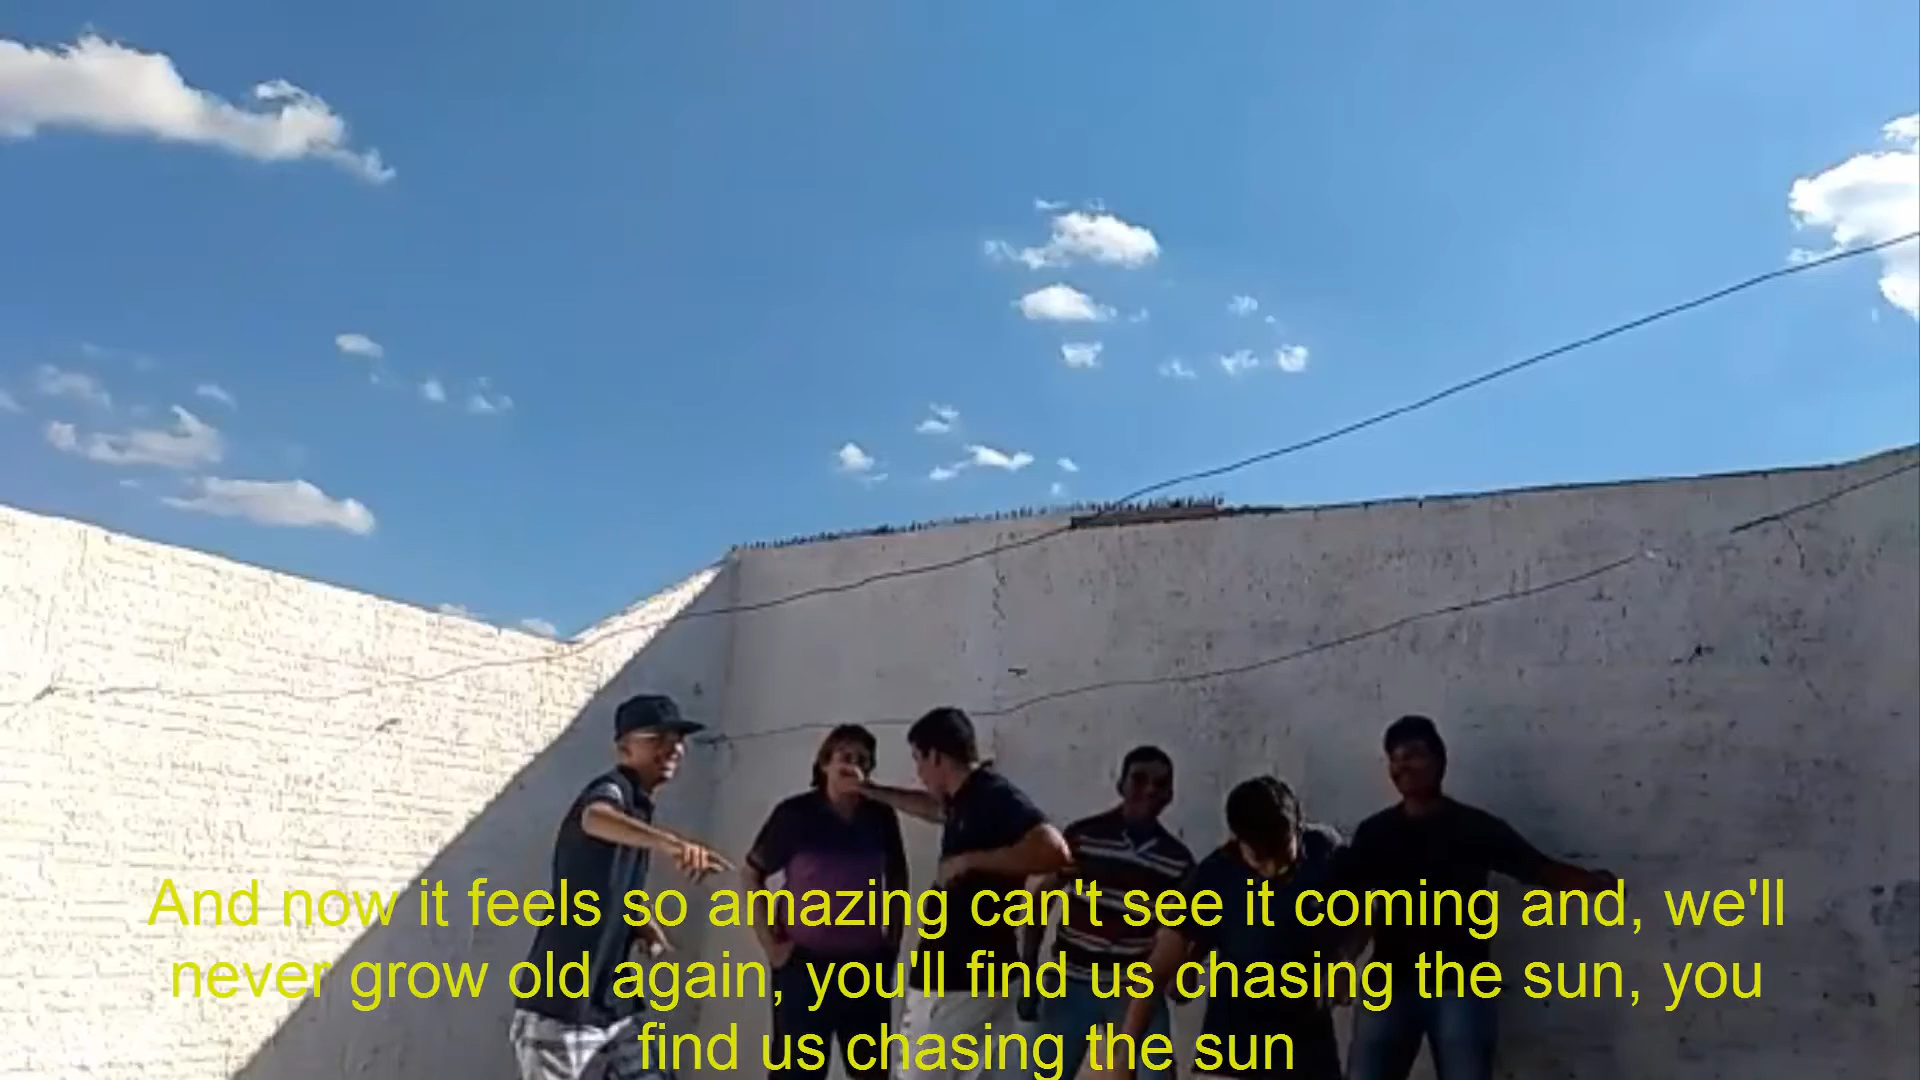 And now it feels so amazing can't see it coming and, we'll
never grow old again, you'll find us chasing the sun, you
find us chasing the sun